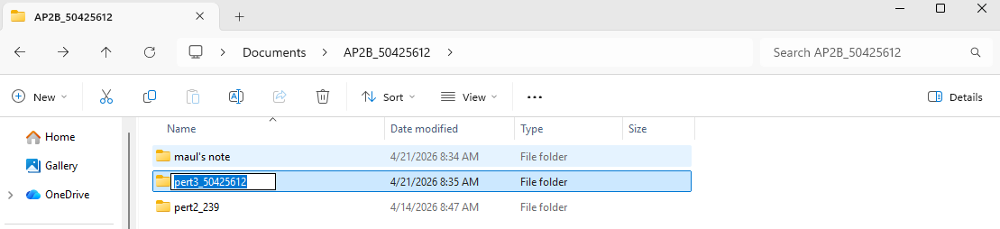 AP2B_50425612
Documents AP2B_50425612 Search AP2B_50425612
New Sort View Details
Name Date modified Type Size
Home
Gallery
OneDrive
maul's note 4/21/2026 8:34 AM File folder
pert3_50425612 4/21/2026 8:35 AM File folder
pert2_239 4/14/2026 8:47 AM File folder